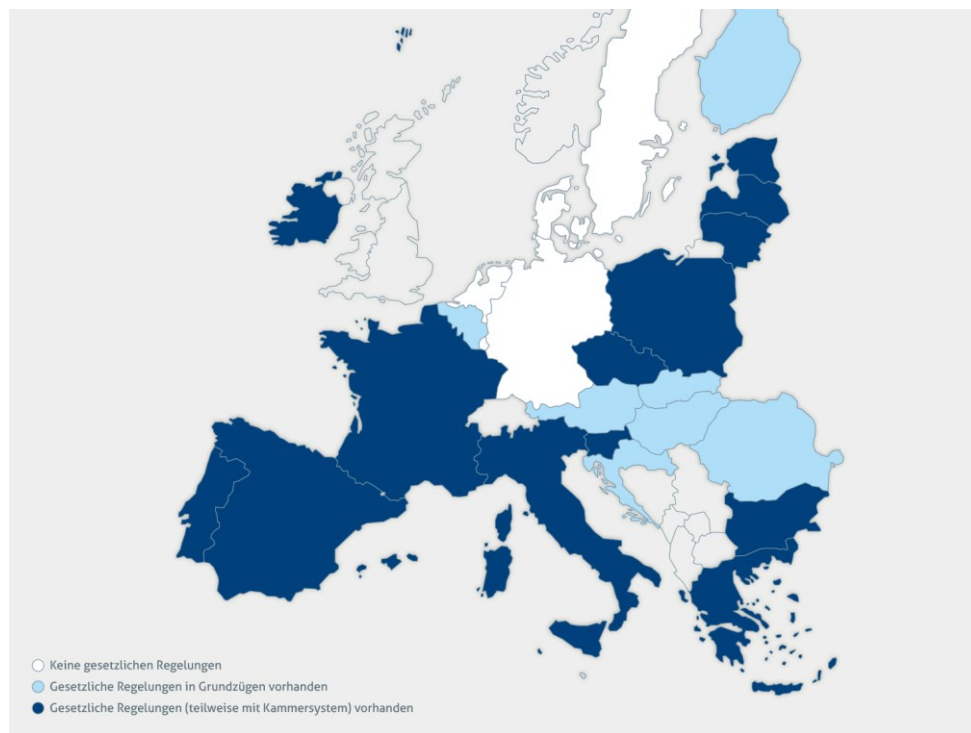 Keine gesetzlichen Regelungen
Gesetzliche Regelungen in Grundzügen vorhanden
Gesetzliche Regelungen (teilweise mit Kammersystem) vorhanden